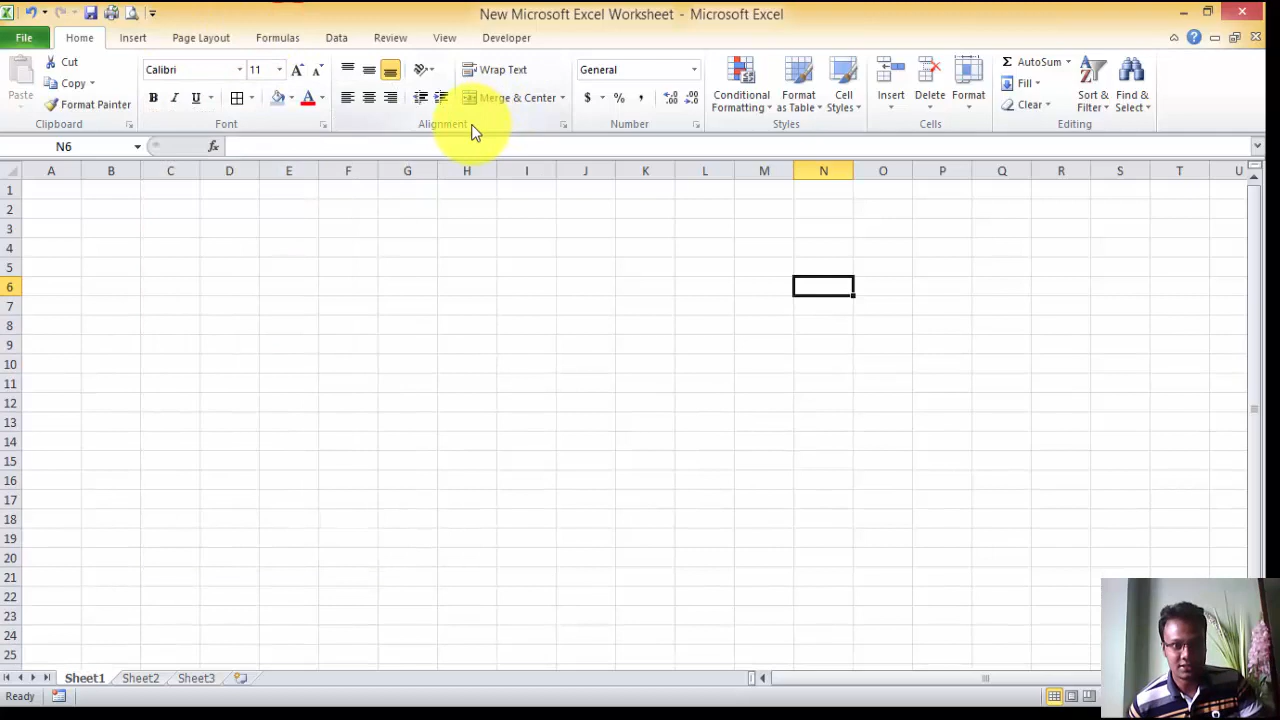 New Microsoft Excel Worksheet - Microsoft Excel
File Home Insert Page Layout Formulas Data Review View Developer
Cut
Copy
Format Painter
Paste
Clipboard
Calibri 11
B I U A
Font
Wrap Text
Merge & Center
Alignment
General
$ % ,
Number
Conditional Formatting
Format as Table
Cell Styles
Styles
Insert
Delete
Format
Cells
AutoSum
Fill
Clear
Sort & Filter
Find & Select
Editing
N6 fx
A B C D E F G H I J K L M N O P Q R S T U
1
2
3
4
5
6
7
8
9
10
11
12
13
14
15
16
17
18
19
20
21
22
23
24
25
Sheet1 Sheet2 Sheet3
Ready